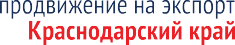 продвижение на экспорт
Краснодарский край